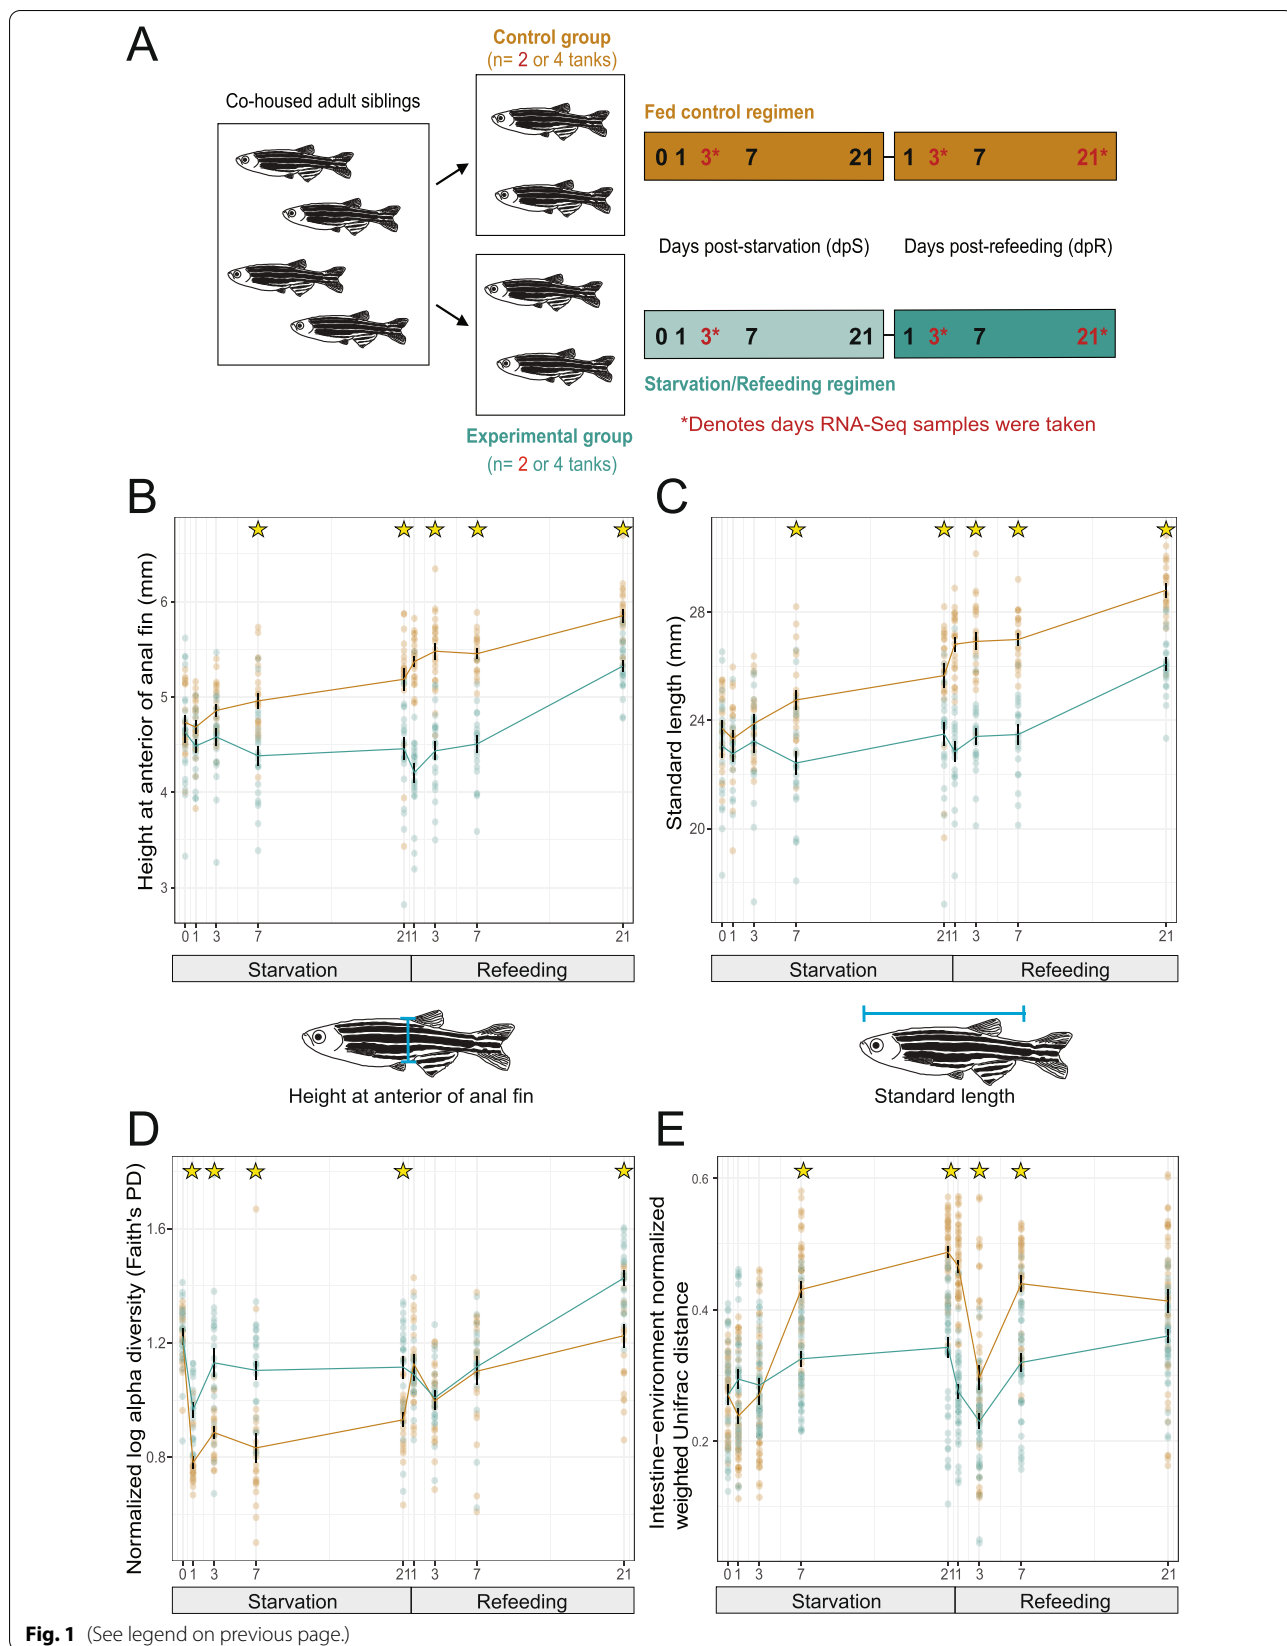 A
Control group
(n= 2 or 4 tanks)
Co-housed adult siblings
Fed control regimen
0 1 3* 7 21 1 3* 7 21*
Days post-starvation (dpS) Days post-refeeding (dpR)
0 1 3* 7 21 1 3* 7 21*
Starvation/Refeeding regimen
*Denotes days RNA-Seq samples were taken
Experimental group
(n= 2 or 4 tanks)
B
Height at anterior of anal fin (mm)
6
5
4
3
0 1 3 7 21 1 3 7 21
Starvation Refeeding
Height at anterior of anal fin
C
Standard length (mm)
28
24
20
0 1 3 7 21 1 3 7 21
Starvation Refeeding
Standard length
D
Normalized log alpha diversity (Faith's PD)
1.6
1.2
0.8
0 1 3 7 21 1 3 7 21
Starvation Refeeding
E
Intestine−environment normalized
weighted Unifrac distance
0.6
0.4
0.2
0 1 3 7 21 1 3 7 21
Starvation Refeeding
Fig. 1 (See legend on previous page.)